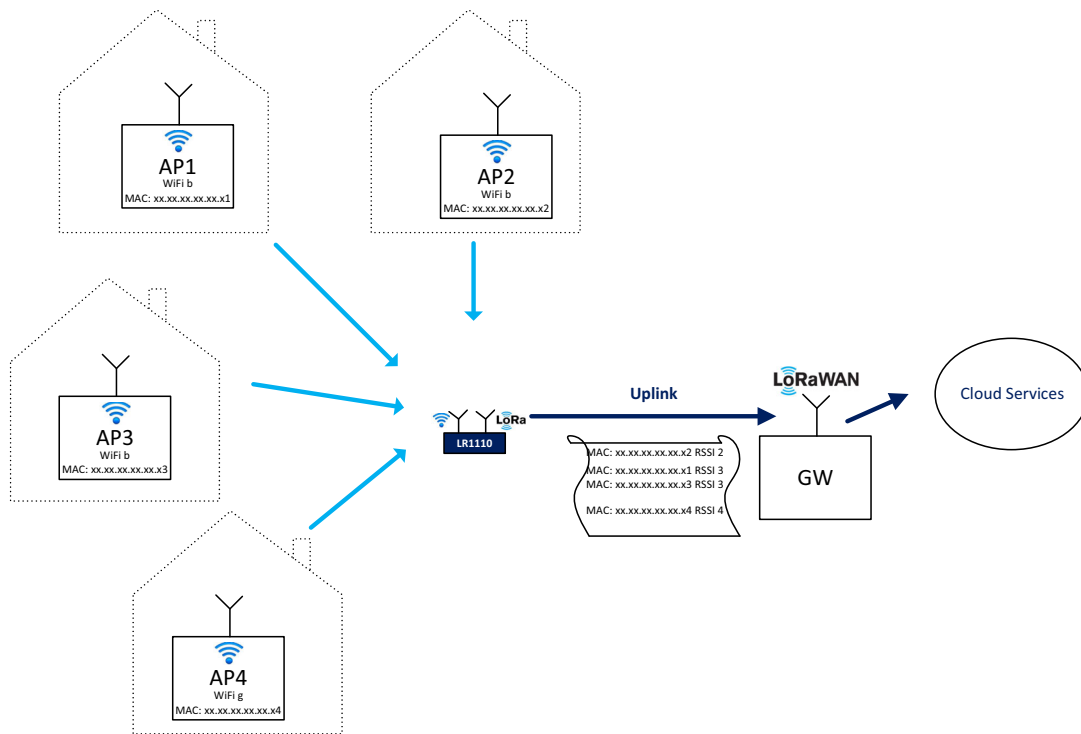 AP1
WiFi b
MAC: xx.xx.xx.xx.xx.x1
AP2
WiFi b
MAC: xx.xx.xx.xx.xx.x2
AP3
WiFi b
MAC: xx.xx.xx.xx.xx.x3
AP4
WiFi g
MAC: xx.xx.xx.xx.xx.x4
LoRa
LR1110
Uplink
MAC: xx.xx.xx.xx.xx.x2 RSSI 2
MAC: xx.xx.xx.xx.xx.x1 RSSI 3
MAC: xx.xx.xx.xx.xx.x3 RSSI 3
MAC: xx.xx.xx.xx.xx.x4 RSSI 4
LoRaWAN
GW
Cloud Services